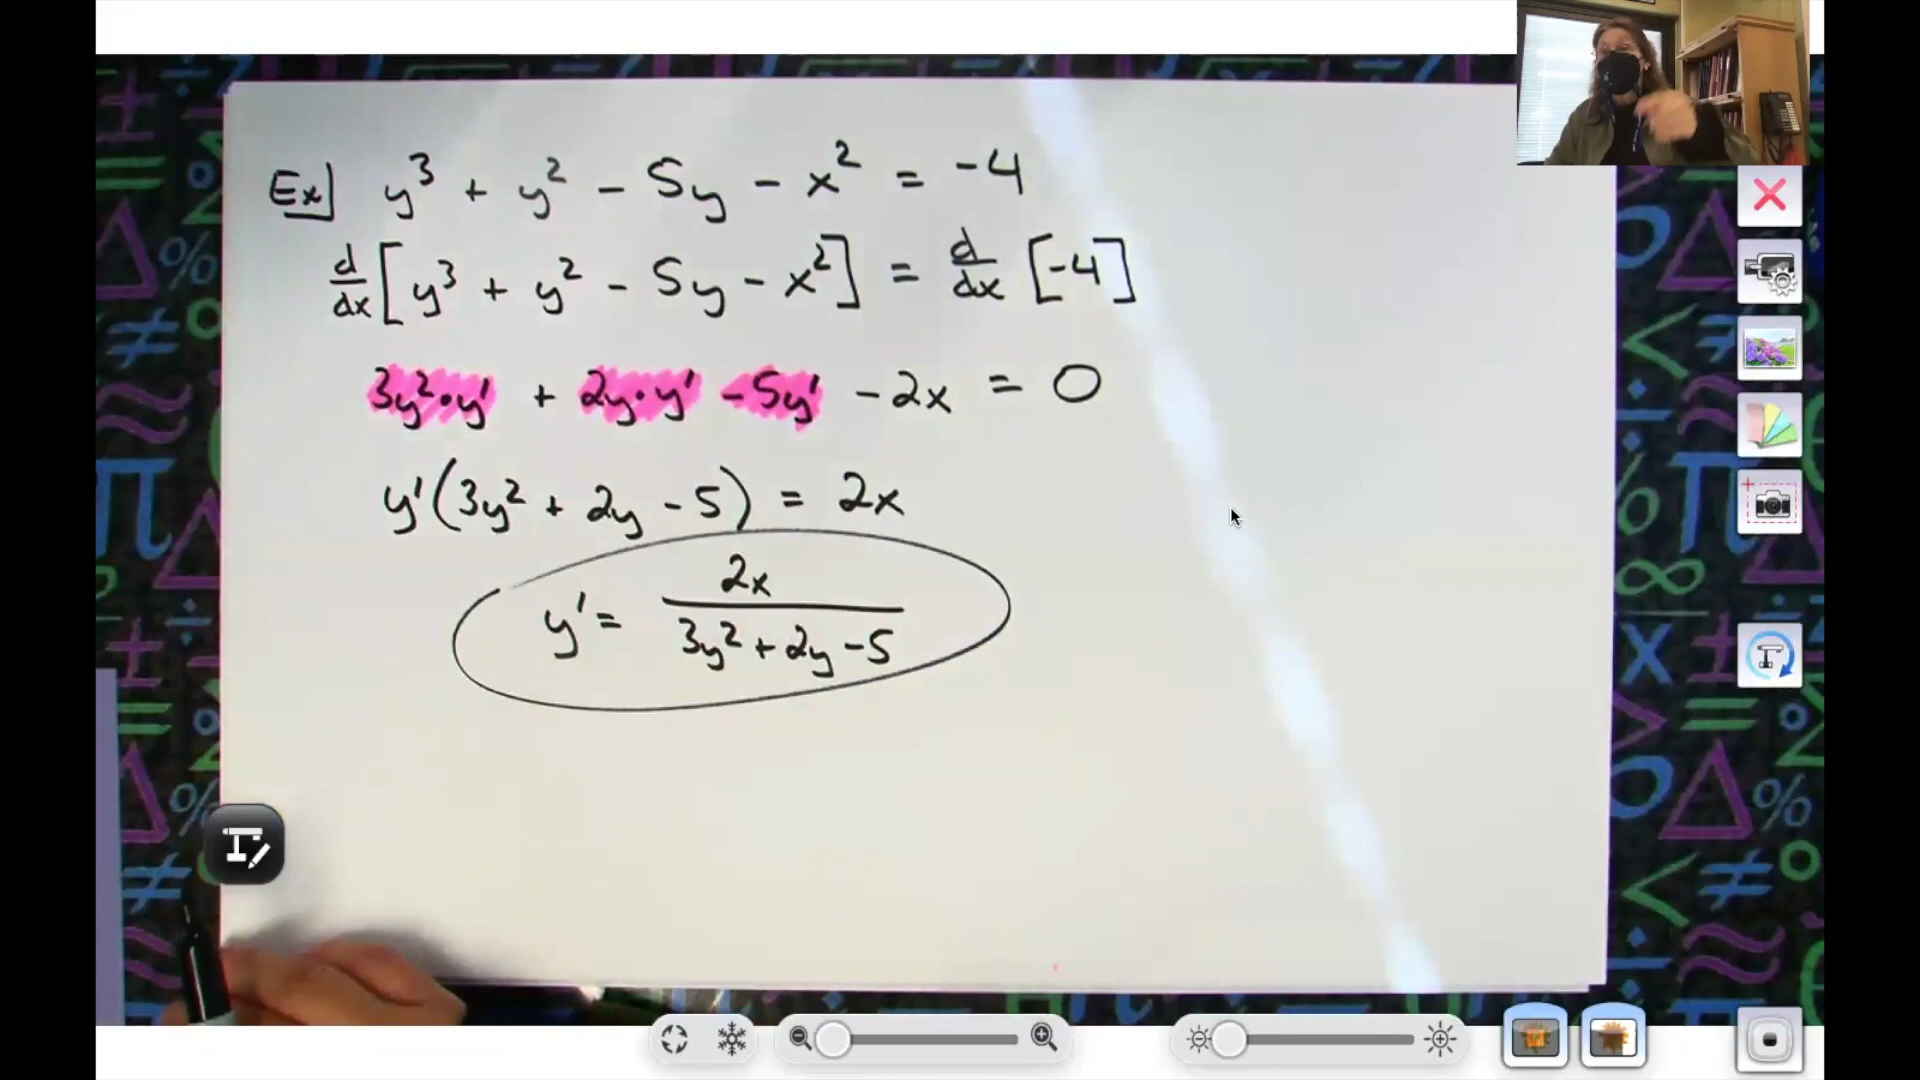 Ex] y³ + y² - 5y - x² = -4
d/dx [y³ + y² - 5y - x²] = d/dx [-4]
3y²·y' + 2y·y' - 5y' - 2x = 0
y'(3y² + 2y - 5) = 2x
y' = 2x / (3y² + 2y - 5)